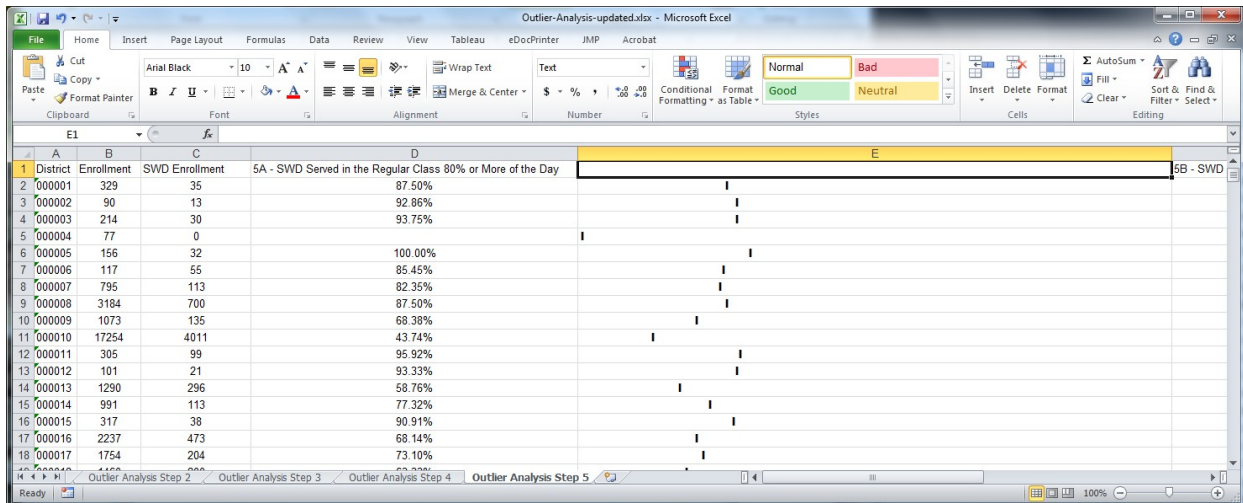 Outlier-Analysis-updated.xlsx - Microsoft Excel
File Home Insert Page Layout Formulas Data Review View Tableau eDocPrinter JMP Acrobat
Cut
Copy
Format Painter
Paste
Clipboard
Arial Black 10
B I U
Font
Wrap Text
Merge & Center
Alignment
Text
$ % ,
Number
Conditional Formatting
Format as Table
Normal Bad
Good Neutral
Styles
Insert Delete Format
Cells
Σ AutoSum
Fill
Clear
Sort & Filter
Find & Select
Editing
E1 fx
A B C D E
1 District Enrollment SWD Enrollment 5A - SWD Served in the Regular Class 80% or More of the Day 5B - SWD
2 000001 329 35 87.50%
3 000002 90 13 92.86%
4 000003 214 30 93.75%
5 000004 77 0
6 000005 156 32 100.00%
7 000006 117 55 85.45%
8 000007 795 113 82.35%
9 000008 3184 700 87.50%
10 000009 1073 135 68.38%
11 000010 17254 4011 43.74%
12 000011 305 99 95.92%
13 000012 101 21 93.33%
14 000013 1290 296 58.76%
15 000014 991 113 77.32%
16 000015 317 38 90.91%
17 000016 2237 473 68.14%
18 000017 1754 204 73.10%
Outlier Analysis Step 2 Outlier Analysis Step 3 Outlier Analysis Step 4 Outlier Analysis Step 5
Ready 100%